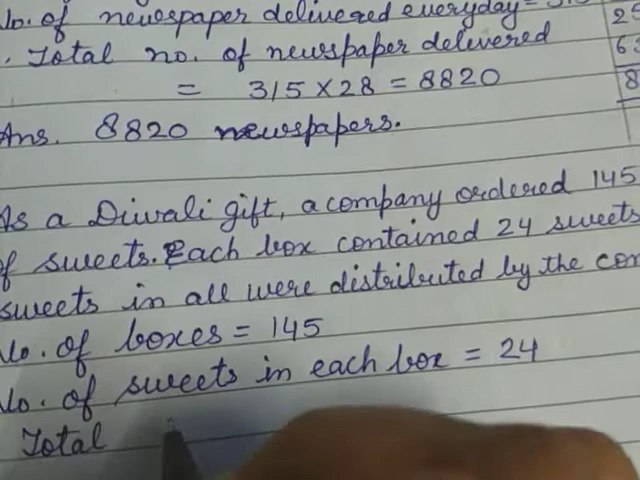 No. of newspaper delivered everyday = 315
. Total no. of newspaper delivered
= 315 × 28 = 8820
Ans. 8820 newspapers.
As a Diwali gift, a company ordered 145
of sweets. Each box contained 24 sweets
sweets in all were distributed by the com
No. of boxes = 145
No. of sweets in each box = 24
Total